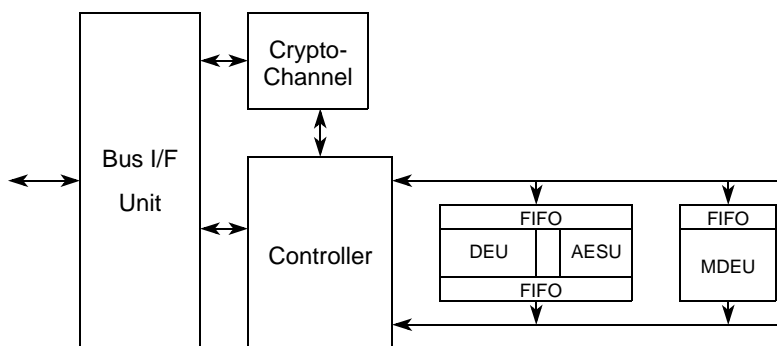 Crypto-
Channel
Bus I/F
Unit
Controller
FIFO
DEU
AESU
FIFO
FIFO
MDEU